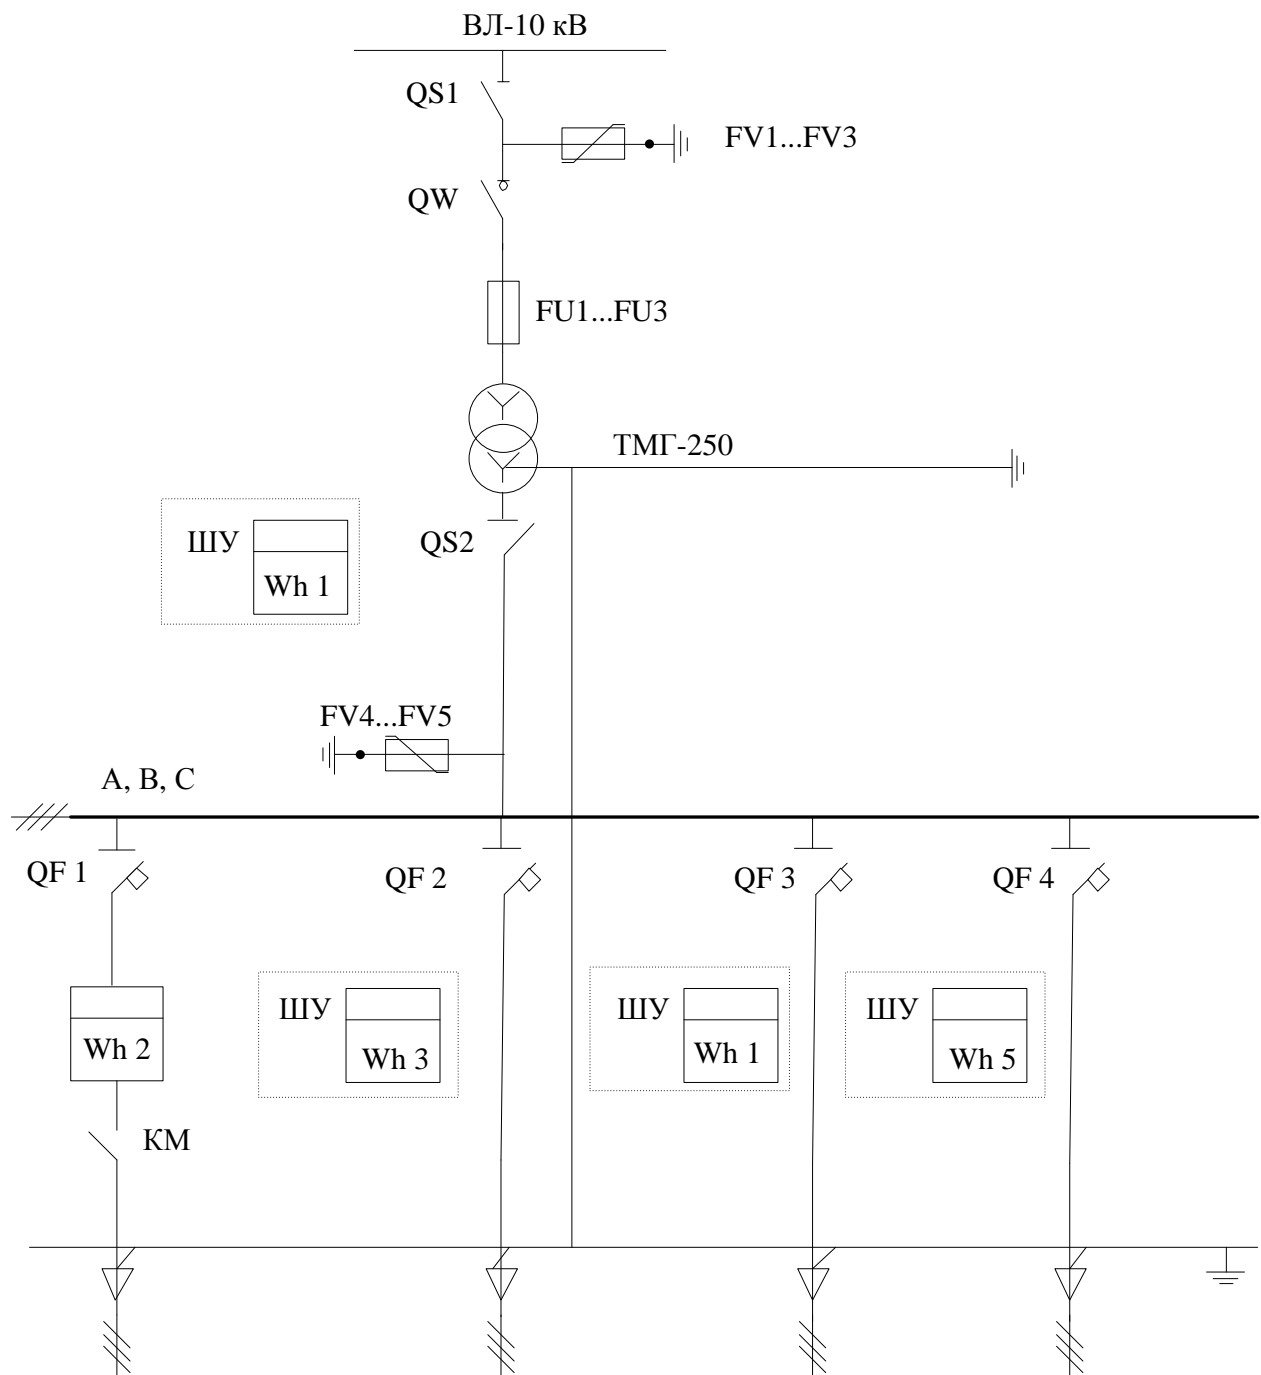 ВЛ-10 кВ
QS1
FV1...FV3
QW
FU1...FU3
ТМГ-250
ШУ
Wh 1
QS2
FV4...FV5
A, B, C
QF 1
QF 2
QF 3
QF 4
Wh 2
ШУ
Wh 3
ШУ
Wh 1
ШУ
Wh 5
КМ